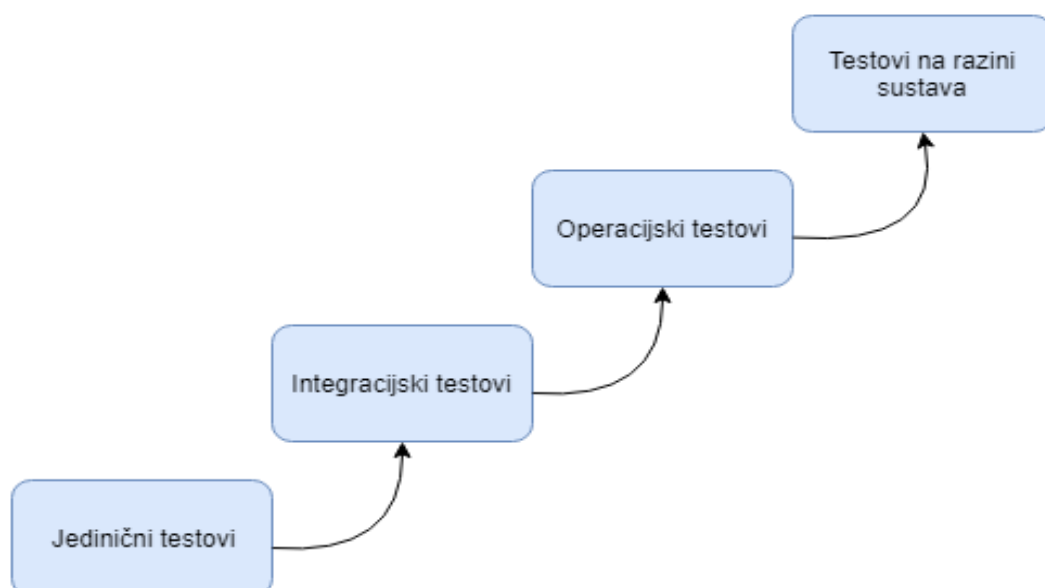 Testovi na razini
sustava
Operacijski testovi
Integracijski testovi
Jedinični testovi